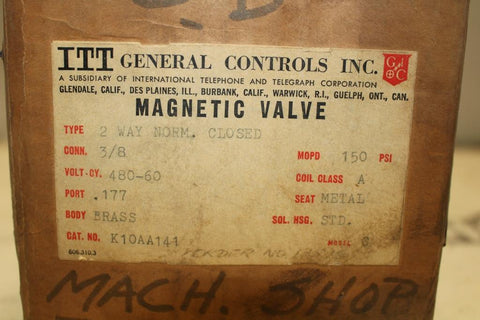 ITT GENERAL CONTROLS INC. G C
A SUBSIDIARY OF INTERNATIONAL TELEPHONE AND TELEGRAPH CORPORATION
GLENDALE, CALIF., DES PLAINES, ILL., BURBANK, CALIF., WARWICK, R.I., GUELPH, ONT., CAN.
MAGNETIC VALVE
TYPE 2 WAY NORM. CLOSED
CONN. 3/8 MOPD 150 PSI
VOLT-CY. 480-60 COIL CLASS A
PORT .177 SEAT METAL
BODY BRASS SOL. HSG. STD.
CAT. NO. K10AA141 MODEL C
NO
MACH. SHOP